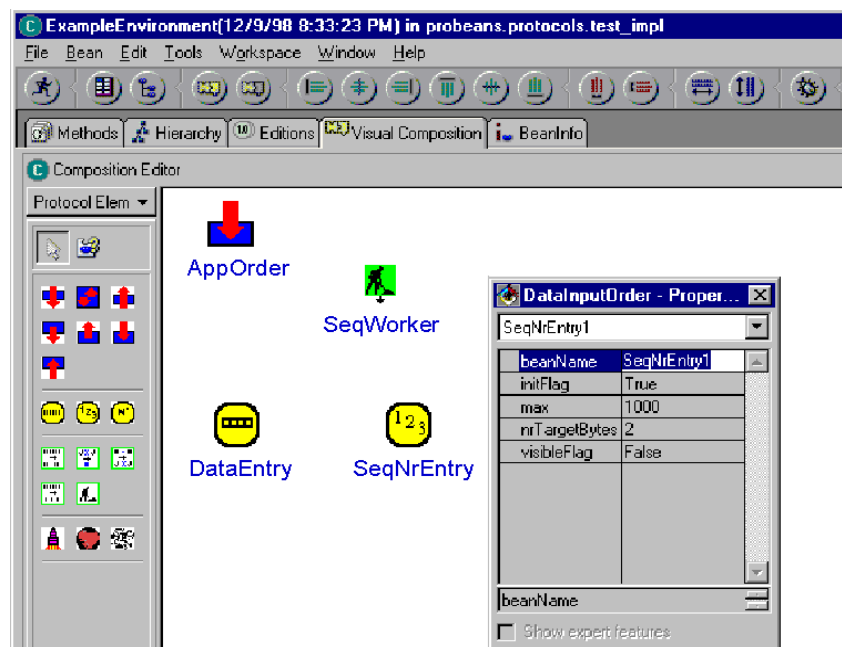 ExampleEnvironment(12/9/98 8:33:23 PM) in probeans.protocols.test_impl
File Bean Edit Tools Workspace Window Help
Methods Hierarchy Editions Visual Composition BeanInfo
Composition Editor
Protocol Elem
AppOrder
SeqWorker
DataEntry
SeqNrEntry
DataInputOrder - Proper...
SeqNrEntry1
beanName SeqNrEntry1
initFlag True
max 1000
nrTargetBytes 2
visibleFlag False
beanName
Show expert features